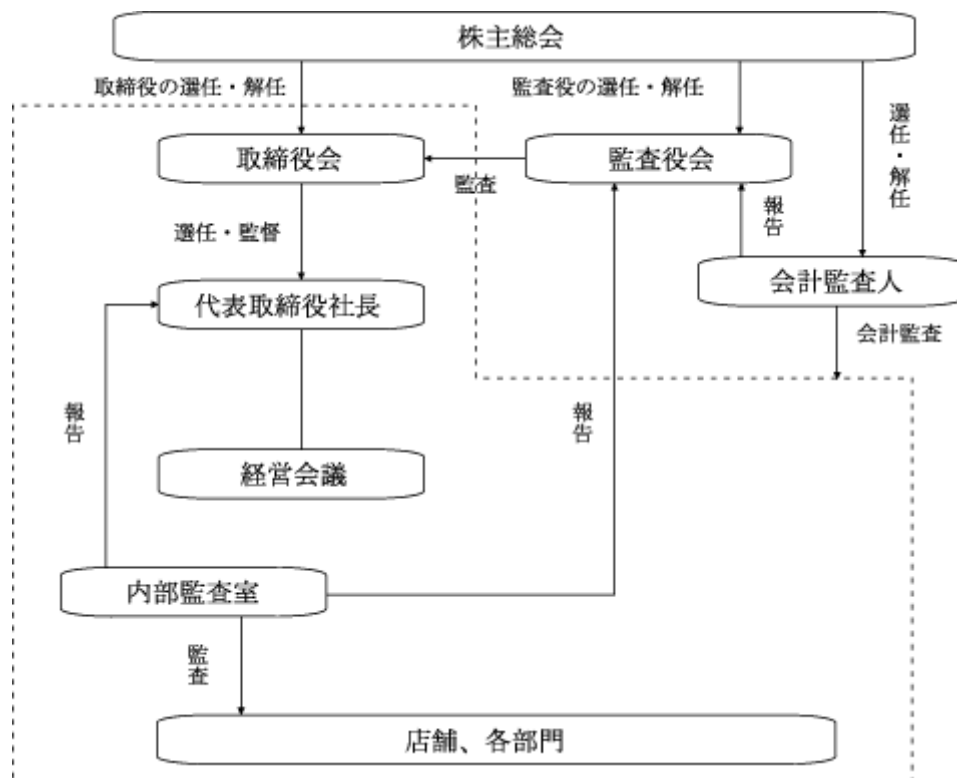 株主総会
取締役の選任・解任
監査役の選任・解任
選任・解任
取締役会
監査
監査役会
報告
選任・監督
代表取締役社長
会計監査人
会計監査
報告
報告
経営会議
内部監査室
監査
店舗、各部門